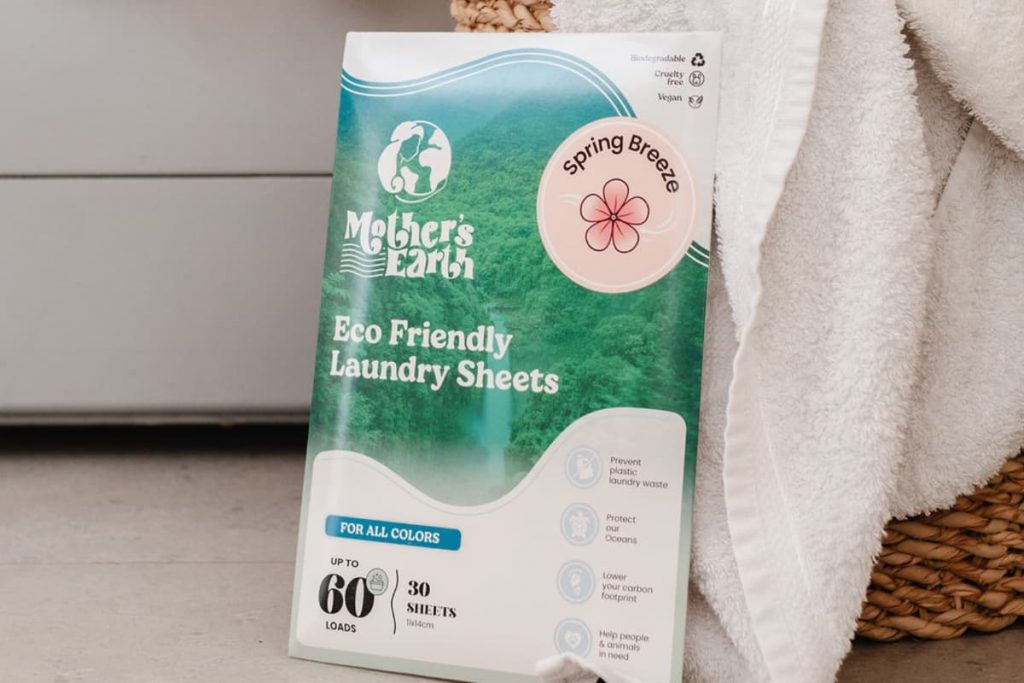 Biodegradable
Cruelty
free
Vegan
Spring Breeze
Mother's
Earth
Eco Friendly
Laundry Sheets
Prevent
plastic
laundry waste
Protect
our
Oceans
Lower
your carbon
footprint
Help people
& animals
in need
FOR ALL COLORS
UP TO
60
LOADS
30
SHEETS
11x14cm